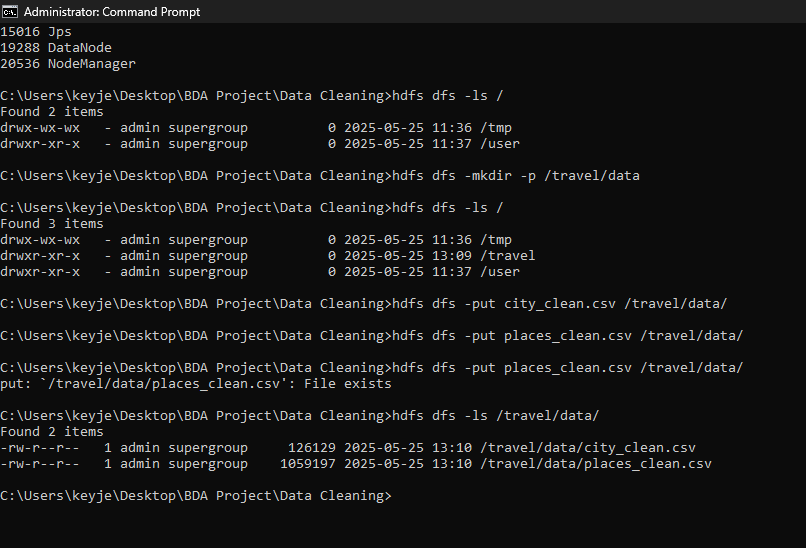 Administrator: Command Prompt
15016 Jps
19288 DataNode
20536 NodeManager
C:\Users\keyje\Desktop\BDA Project\Data Cleaning>hdfs dfs -ls /
Found 2 items
drwx-wx-wx   - admin supergroup          0 2025-05-25 11:36 /tmp
drwxr-xr-x   - admin supergroup          0 2025-05-25 11:37 /user
C:\Users\keyje\Desktop\BDA Project\Data Cleaning>hdfs dfs -mkdir -p /travel/data
C:\Users\keyje\Desktop\BDA Project\Data Cleaning>hdfs dfs -ls /
Found 3 items
drwx-wx-wx   - admin supergroup          0 2025-05-25 11:36 /tmp
drwxr-xr-x   - admin supergroup          0 2025-05-25 13:09 /travel
drwxr-xr-x   - admin supergroup          0 2025-05-25 11:37 /user
C:\Users\keyje\Desktop\BDA Project\Data Cleaning>hdfs dfs -put city_clean.csv /travel/data/
C:\Users\keyje\Desktop\BDA Project\Data Cleaning>hdfs dfs -put places_clean.csv /travel/data/
C:\Users\keyje\Desktop\BDA Project\Data Cleaning>hdfs dfs -put places_clean.csv /travel/data/
put: `/travel/data/places_clean.csv': File exists
C:\Users\keyje\Desktop\BDA Project\Data Cleaning>hdfs dfs -ls /travel/data/
Found 2 items
-rw-r--r--   1 admin supergroup     126129 2025-05-25 13:10 /travel/data/city_clean.csv
-rw-r--r--   1 admin supergroup    1059197 2025-05-25 13:10 /travel/data/places_clean.csv
C:\Users\keyje\Desktop\BDA Project\Data Cleaning>